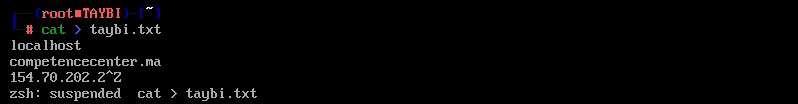 ┌──(root■TAYBI)-[~]
└─# cat > taybi.txt
localhost
competencecenter.ma
154.70.202.2^Z
zsh: suspended  cat > taybi.txt